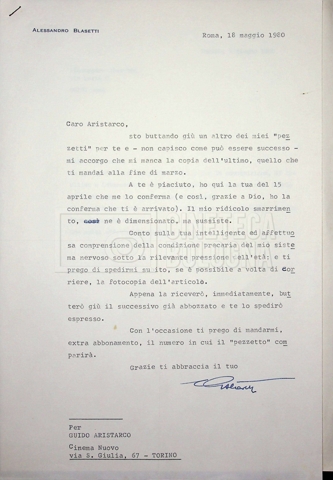 ALESSANDRO BLASETTI
Roma, 18 maggio 1980
Caro Aristarco,
sto buttando giù un altro dei miei "pez
zetti" per te e - non capisco come può essere successo -
mi accorgo che mi manca la copia dell'ultimo, quello che
ti mandai alla fine di marzo.
A te è piaciuto, ho qui la tua del 15
aprile che me lo conferma (e così, grazie a Dio, ho la
conferma che ti è arrivato). Il mio ridicolo smarrimen
to, ne è dimensionato, ma sussiste.
Conto sulla tua intelligente ed affettuo
sa comprensione della condizione precaria del mio siste
ma nervoso sotto la rilevante pressione dell'età: e ti
prego di spedirmi subito, se è possibile a volta di cor
riere, la fotocopia dell'articolo.
Appena la riceverò, immediatamente, but
terò giù il successivo già abbozzato e te lo spedirò
espresso.
Con l'occasione ti prego di mandarmi,
extra abbonamento, il numero in cui il "pezzetto" com
parirà.
Grazie ti abbraccia il tuo
Per
GUIDO ARISTARCO
Cinema Nuovo
via S. Giulia, 67 - TORINO